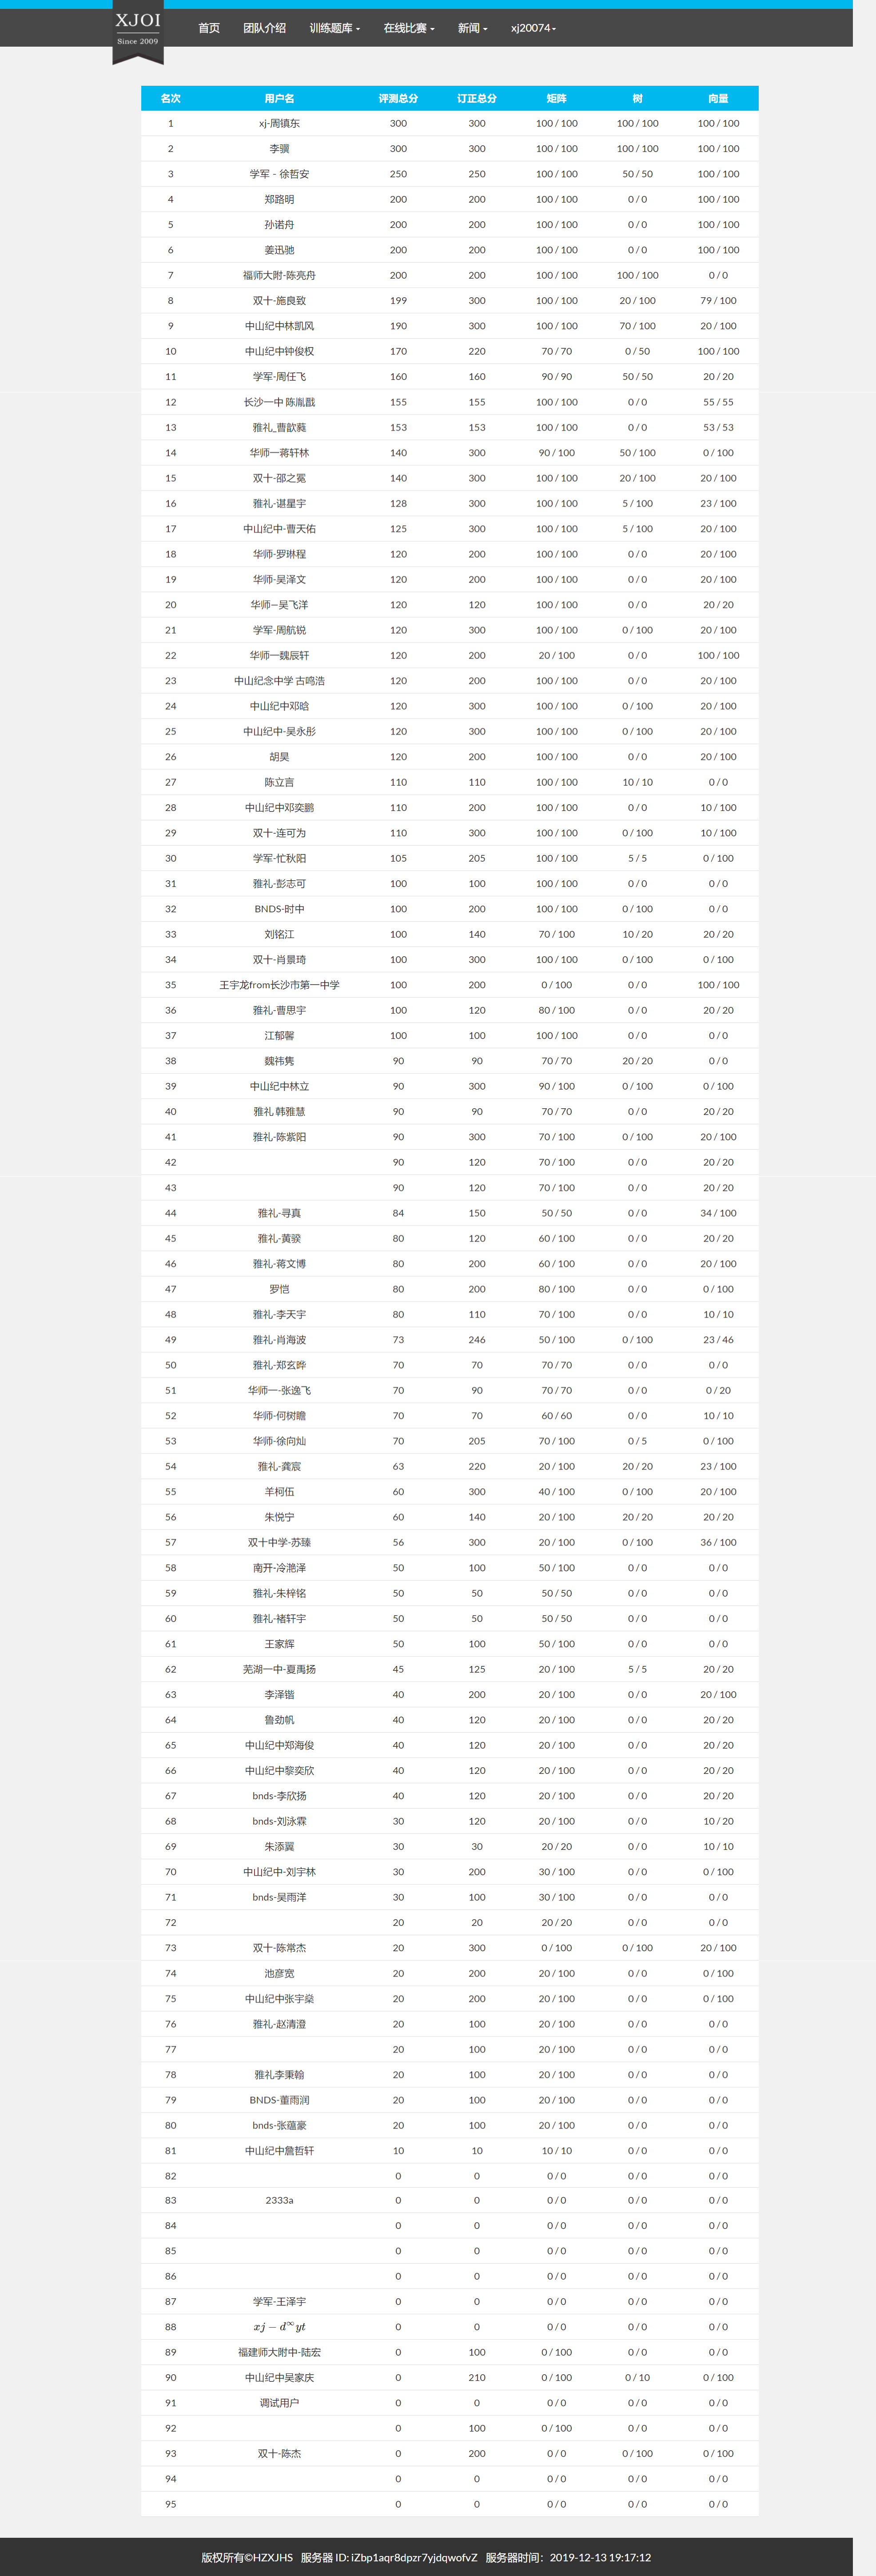 XJOI
Since 2009
首页 团队介绍 训练题库 在线比赛 新闻 xj20074
名次 用户名 评测总分 订正总分 矩阵 树 向量
1 xj-周镇东 300 300 100 / 100 100 / 100 100 / 100
2 李骥 300 300 100 / 100 100 / 100 100 / 100
3 学军 - 徐哲安 250 250 100 / 100 50 / 50 100 / 100
4 郑路明 200 200 100 / 100 0 / 0 100 / 100
5 孙诺舟 200 200 100 / 100 0 / 0 100 / 100
6 姜迅驰 200 200 100 / 100 0 / 0 100 / 100
7 福师大附-陈亮舟 200 200 100 / 100 100 / 100 0 / 0
8 双十-施良致 199 300 100 / 100 20 / 100 79 / 100
9 中山纪中林凯风 190 300 100 / 100 70 / 100 20 / 100
10 中山纪中钟俊权 170 220 70 / 70 0 / 50 100 / 100
11 学军-周任飞 160 160 90 / 90 50 / 50 20 / 20
12 长沙一中 陈胤戬 155 155 100 / 100 0 / 0 55 / 55
13 雅礼_曹歆蕤 153 153 100 / 100 0 / 0 53 / 53
14 华师一蒋轩林 140 300 90 / 100 50 / 100 0 / 100
15 双十-邵之冕 140 300 100 / 100 20 / 100 20 / 100
16 雅礼-谌星宇 128 300 100 / 100 5 / 100 23 / 100
17 中山纪中-曹天佑 125 300 100 / 100 5 / 100 20 / 100
18 华师-罗琳程 120 200 100 / 100 0 / 0 20 / 100
19 华师-吴泽文 120 200 100 / 100 0 / 0 20 / 100
20 华师—吴飞洋 120 120 100 / 100 0 / 0 20 / 20
21 学军-周航锐 120 300 100 / 100 0 / 100 20 / 100
22 华师一魏辰轩 120 200 20 / 100 0 / 0 100 / 100
23 中山纪念中学 古鸣浩 120 200 100 / 100 0 / 0 20 / 100
24 中山纪中邓晗 120 300 100 / 100 0 / 100 20 / 100
25 中山纪中-吴永彤 120 300 100 / 100 0 / 100 20 / 100
26 胡昊 120 200 100 / 100 0 / 0 20 / 100
27 陈立言 110 110 100 / 100 10 / 10 0 / 0
28 中山纪中邓奕鹏 110 200 100 / 100 0 / 0 10 / 100
29 双十-连可为 110 300 100 / 100 0 / 100 10 / 100
30 学军-忙秋阳 105 205 100 / 100 5 / 5 0 / 100
31 雅礼-彭志可 100 100 100 / 100 0 / 0 0 / 0
32 BNDS-时中 100 200 100 / 100 0 / 100 0 / 0
33 刘铭江 100 140 70 / 100 10 / 20 20 / 20
34 双十-肖景琦 100 300 100 / 100 0 / 100 0 / 100
35 王宇龙from长沙市第一中学 100 200 0 / 100 0 / 0 100 / 100
36 雅礼-曹思宇 100 120 80 / 100 0 / 0 20 / 20
37 江郁馨 100 100 100 / 100 0 / 0 0 / 0
38 魏祎隽 90 90 70 / 70 20 / 20 0 / 0
39 中山纪中林立 90 300 90 / 100 0 / 100 0 / 100
40 雅礼 韩雅慧 90 90 70 / 70 0 / 0 20 / 20
41 雅礼-陈紫阳 90 300 70 / 100 0 / 100 20 / 100
42 90 120 70 / 100 0 / 0 20 / 20
43 90 120 70 / 100 0 / 0 20 / 20
44 雅礼-寻真 84 150 50 / 50 0 / 0 34 / 100
45 雅礼-黄骙 80 120 60 / 100 0 / 0 20 / 20
46 雅礼-蒋文博 80 200 60 / 100 0 / 0 20 / 100
47 罗恺 80 200 80 / 100 0 / 0 0 / 100
48 雅礼-李天宇 80 110 70 / 100 0 / 0 10 / 10
49 雅礼-肖海波 73 246 50 / 100 0 / 100 23 / 46
50 雅礼-郑玄晔 70 70 70 / 70 0 / 0 0 / 0
51 华师一-张逸飞 70 90 70 / 70 0 / 0 0 / 20
52 华师-何树瞻 70 70 60 / 60 0 / 0 10 / 10
53 华师-徐向灿 70 205 70 / 100 0 / 5 0 / 100
54 雅礼-龚宸 63 220 20 / 100 20 / 20 23 / 100
55 羊柯伍 60 300 40 / 100 0 / 100 20 / 100
56 朱悦宁 60 140 20 / 100 20 / 20 20 / 20
57 双十中学-苏臻 56 300 20 / 100 0 / 100 36 / 100
58 南开-冷滟泽 50 100 50 / 100 0 / 0 0 / 0
59 雅礼-朱梓铭 50 50 50 / 50 0 / 0 0 / 0
60 雅礼-褚轩宇 50 50 50 / 50 0 / 0 0 / 0
61 王家辉 50 100 50 / 100 0 / 0 0 / 0
62 芜湖一中-夏禹扬 45 125 20 / 100 5 / 5 20 / 20
63 李泽锴 40 200 20 / 100 0 / 0 20 / 100
64 鲁劲帆 40 120 20 / 100 0 / 0 20 / 20
65 中山纪中郑海俊 40 120 20 / 100 0 / 0 20 / 20
66 中山纪中黎奕欣 40 120 20 / 100 0 / 0 20 / 20
67 bnds-李欣扬 40 120 20 / 100 0 / 0 20 / 20
68 bnds-刘泳霖 30 120 20 / 100 0 / 0 10 / 20
69 朱添翼 30 30 20 / 20 0 / 0 10 / 10
70 中山纪中-刘宇林 30 200 30 / 100 0 / 0 0 / 100
71 bnds-吴雨洋 30 100 30 / 100 0 / 0 0 / 0
72 20 20 20 / 20 0 / 0 0 / 0
73 双十-陈常杰 20 300 0 / 100 0 / 100 20 / 100
74 池彦宽 20 200 20 / 100 0 / 0 0 / 100
75 中山纪中张宇燊 20 200 20 / 100 0 / 0 0 / 100
76 雅礼-赵清澄 20 100 20 / 100 0 / 0 0 / 0
77 20 100 20 / 100 0 / 0 0 / 0
78 雅礼李秉翰 20 100 20 / 100 0 / 0 0 / 0
79 BNDS-董雨润 20 100 20 / 100 0 / 0 0 / 0
80 bnds-张蕴豪 20 100 20 / 100 0 / 0 0 / 0
81 中山纪中詹哲轩 10 10 10 / 10 0 / 0 0 / 0
82 0 0 0 / 0 0 / 0 0 / 0
83 2333a 0 0 0 / 0 0 / 0 0 / 0
84 0 0 0 / 0 0 / 0 0 / 0
85 0 0 0 / 0 0 / 0 0 / 0
86 0 0 0 / 0 0 / 0 0 / 0
87 学军-王泽宇 0 0 0 / 0 0 / 0 0 / 0
88 xj − d^∞yt 0 0 0 / 0 0 / 0 0 / 0
89 福建师大附中-陆宏 0 100 0 / 100 0 / 0 0 / 0
90 中山纪中吴家庆 0 210 0 / 100 0 / 10 0 / 100
91 调试用户 0 0 0 / 0 0 / 0 0 / 0
92 0 100 0 / 100 0 / 0 0 / 0
93 双十-陈杰 0 200 0 / 0 0 / 100 0 / 100
94 0 0 0 / 0 0 / 0 0 / 0
95 0 0 0 / 0 0 / 0 0 / 0
版权所有©HZXJHS 服务器 ID: iZbp1aqr8dpzr7yjdqwofvZ 服务器时间：2019-12-13 19:17:12